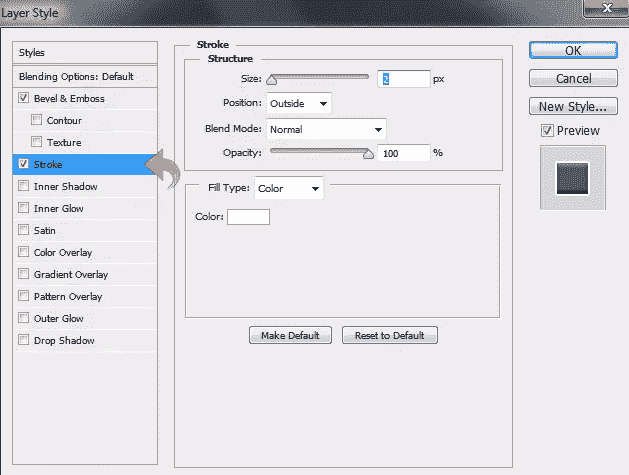 Layer Style
X
Styles
Blending Options: Default
Bevel & Emboss
Contour
Texture
Stroke
Inner Shadow
Inner Glow
Satin
Color Overlay
Gradient Overlay
Pattern Overlay
Outer Glow
Drop Shadow
Stroke
Structure
Size: 2 px
Position: Outside
Blend Mode: Normal
Opacity: 100 %
Fill Type: Color
Color:
Make Default Reset to Default
OK
Cancel
New Style...
Preview